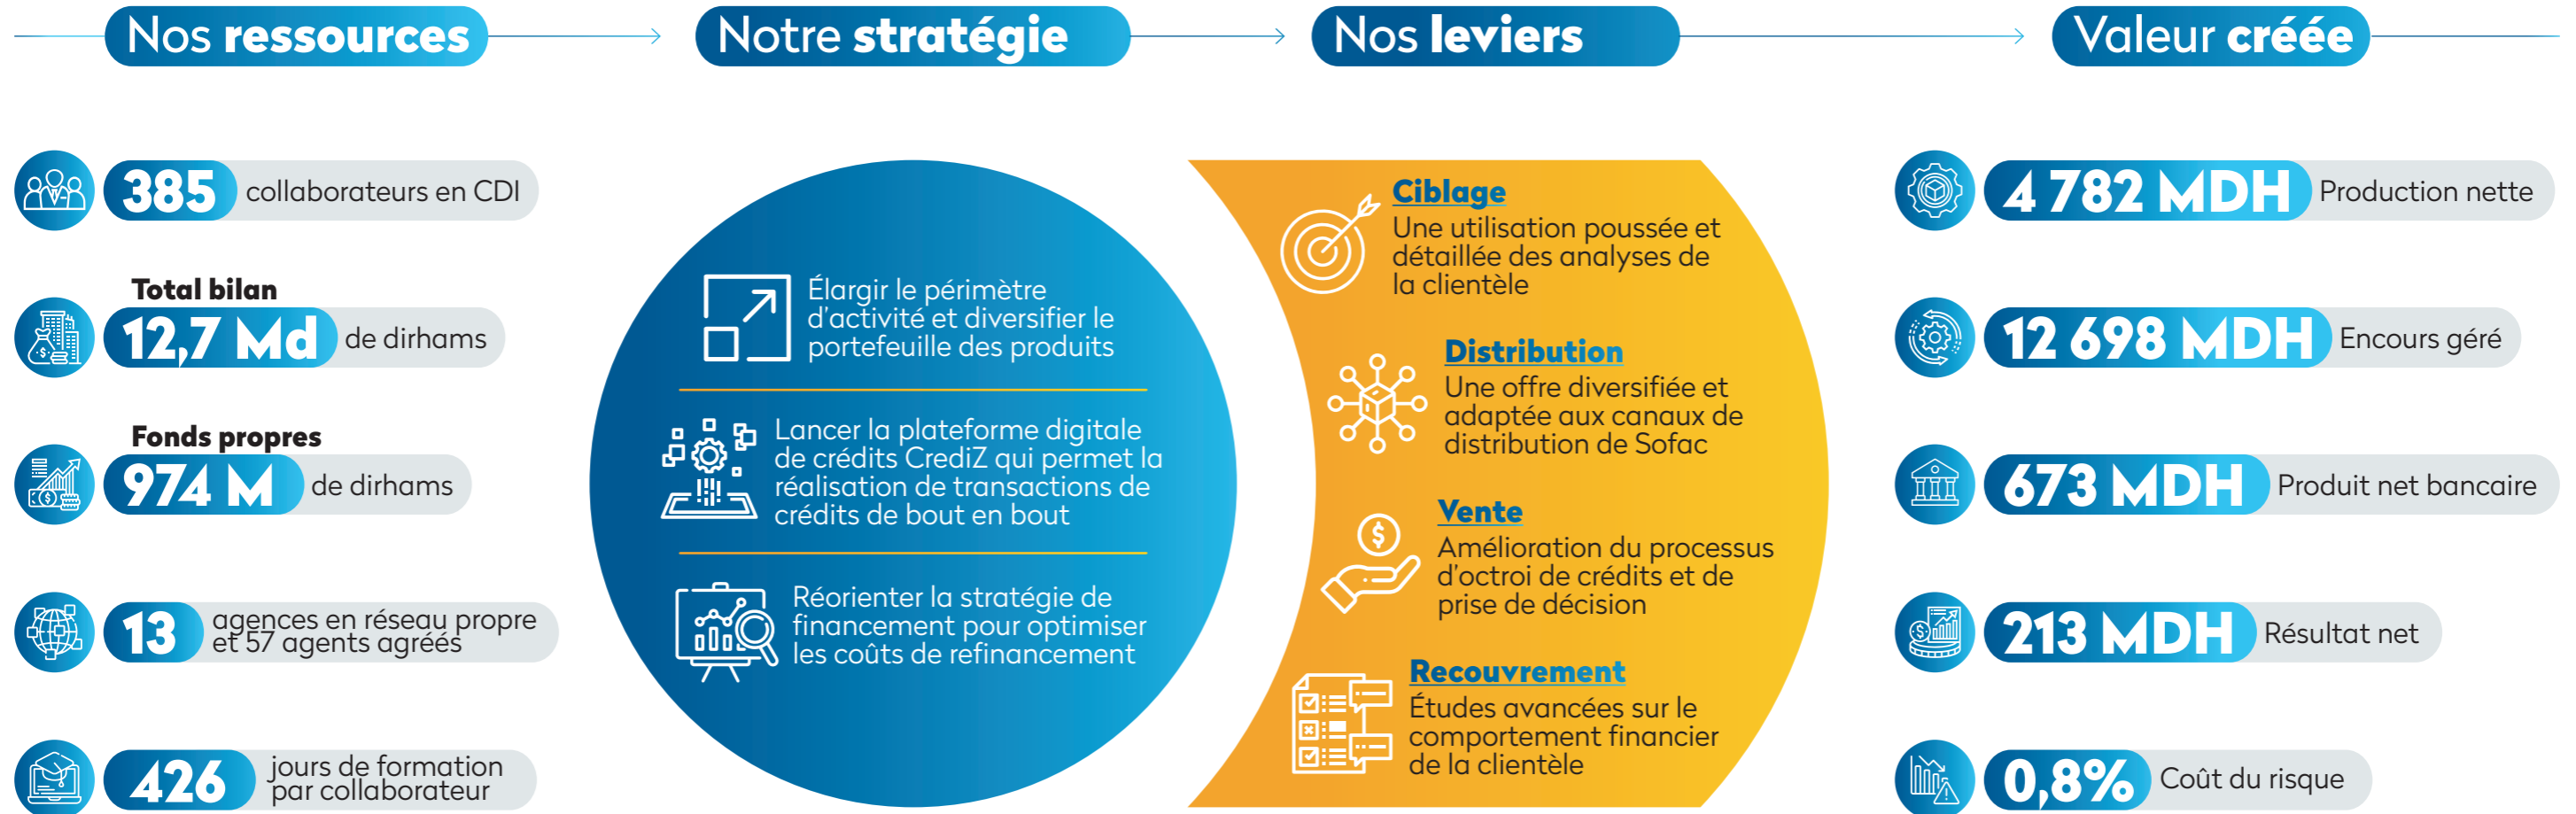 Nos ressources
Notre stratégie
Nos leviers
Valeur créée
385 collaborateurs en CDI
Total bilan
12,7 Md de dirhams
Fonds propres
974 M de dirhams
13 agences en réseau propre
et 57 agents agréés
426 jours de formation
par collaborateur
Élargir le périmètre
d'activité et diversifier le
portefeuille des produits
Lancer la plateforme digitale
de crédits CrediZ qui permet la
réalisation de transactions de
crédits de bout en bout
Réorienter la stratégie de
financement pour optimiser
les coûts de refinancement
Ciblage
Une utilisation poussée et
détaillée des analyses de
la clientèle
Distribution
Une offre diversifiée et
adaptée aux canaux de
distribution de Sofac
Vente
Amélioration du processus
d'octroi de crédits et de
prise de décision
Recouvrement
Études avancées sur le
comportement financier
de la clientèle
4 782 MDH Production nette
12 698 MDH Encours géré
673 MDH Produit net bancaire
213 MDH Résultat net
0,8% Coût du risque